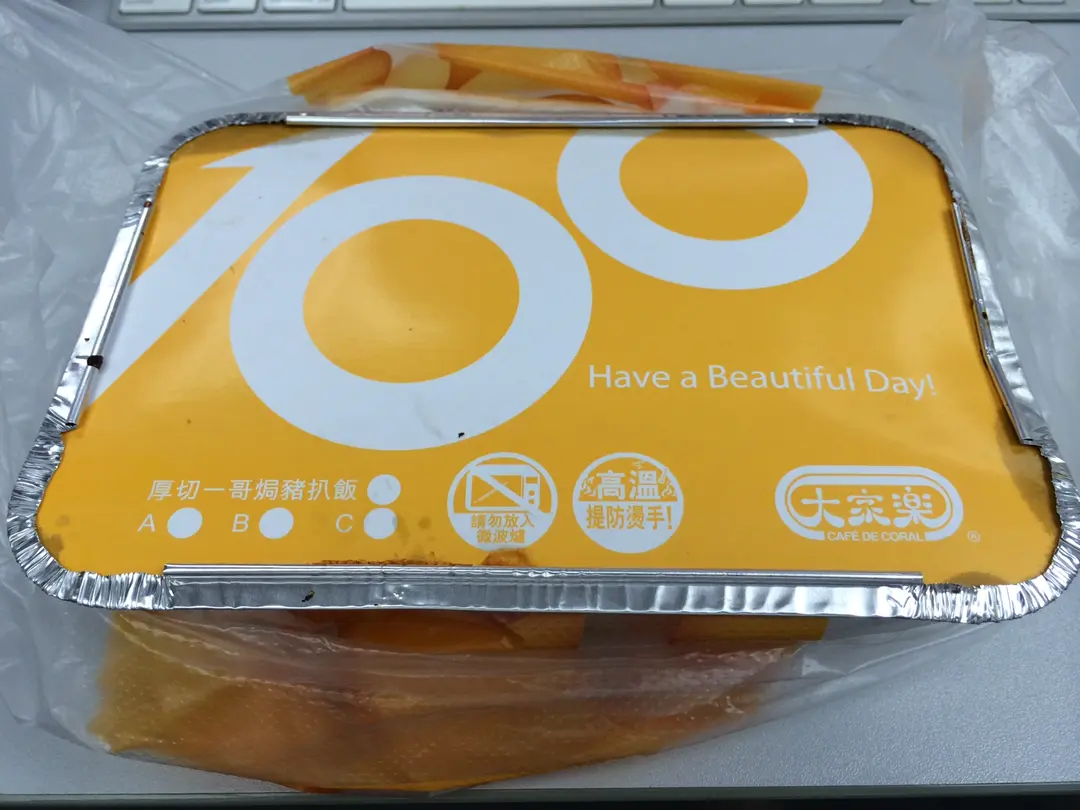 100
Have a Beautiful Day!
厚切一哥焗豬扒飯
A B C
請勿放入
微波爐
高溫
提防燙手!
大家楽
CAFÉ DE CORAL
®